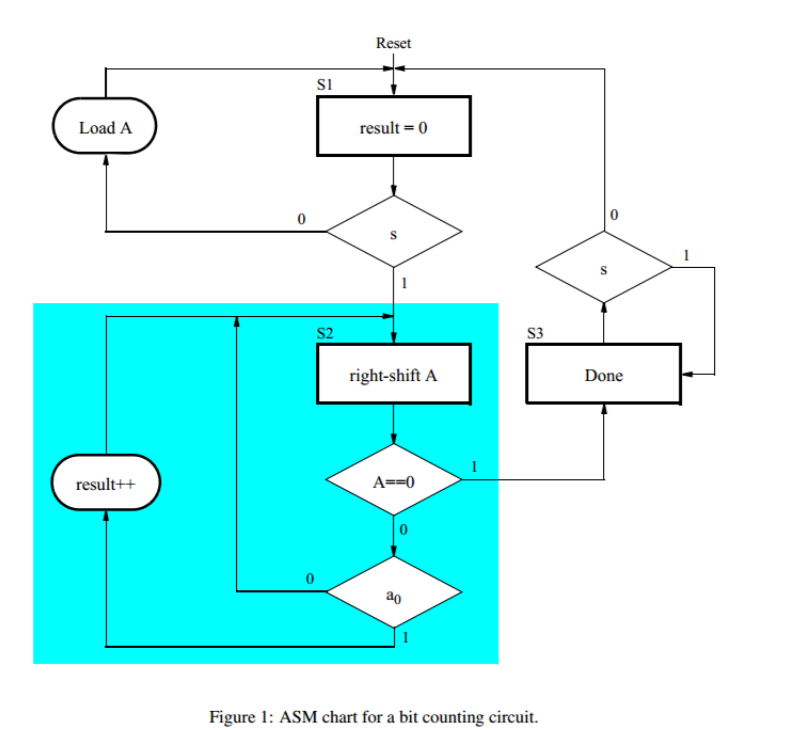 Reset
S1
Load A
result = 0
0
s
1
0
s
1
S2
right-shift A
S3
Done
result++
A==0
1
0
0
a₀
1
Figure 1: ASM chart for a bit counting circuit.